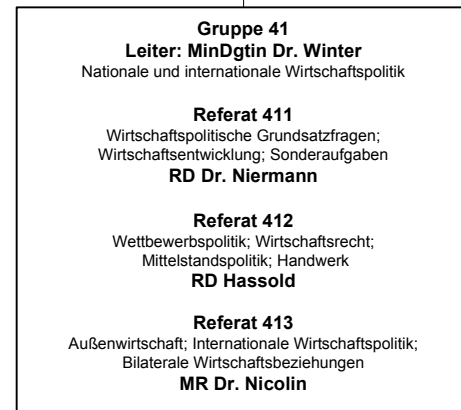 Gruppe 41
Leiter: MinDgtin Dr. Winter
Nationale und internationale Wirtschaftspolitik
Referat 411
Wirtschaftspolitische Grundsatzfragen;
Wirtschaftsentwicklung; Sonderaufgaben
RD Dr. Niermann
Referat 412
Wettbewerbspolitik; Wirtschaftsrecht;
Mittelstandspolitik; Handwerk
RD Hassold
Referat 413
Außenwirtschaft; Internationale Wirtschaftspolitik;
Bilaterale Wirtschaftsbeziehungen
MR Dr. Nicolin